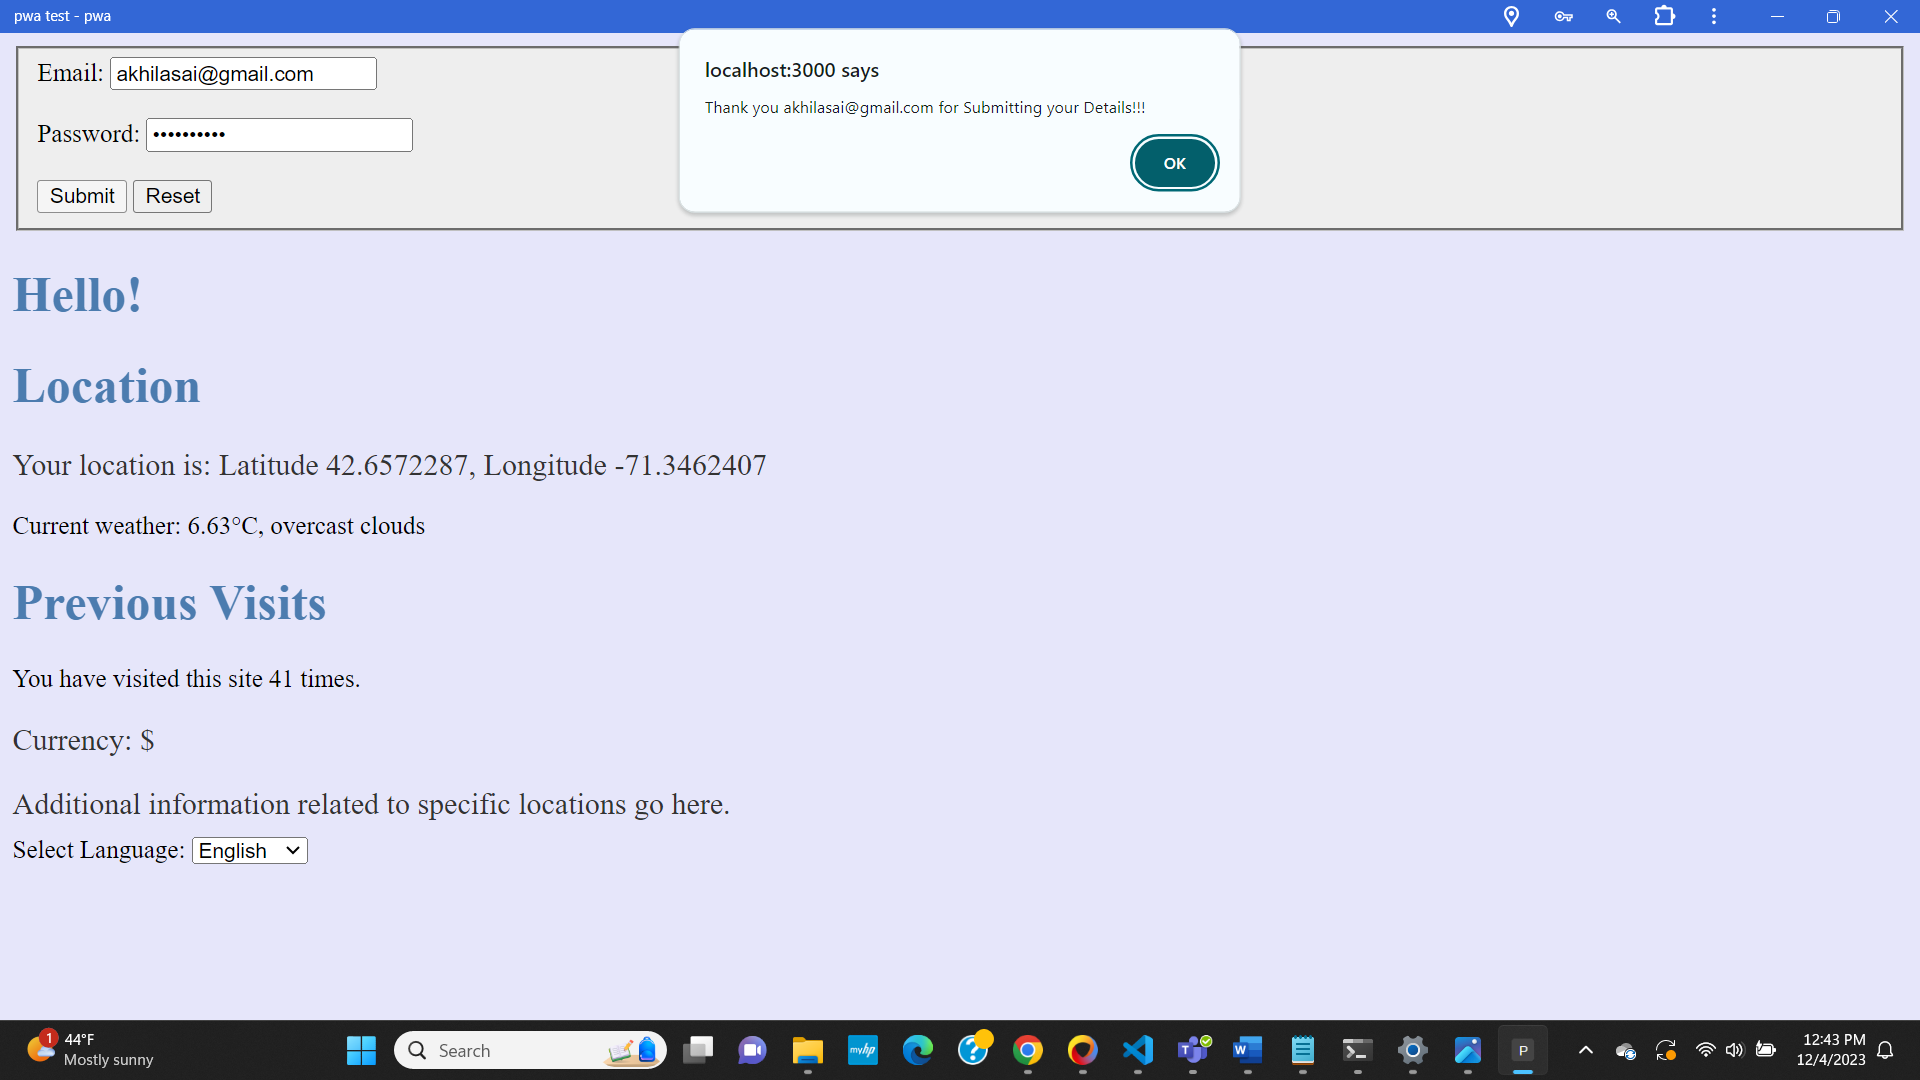 pwa test - pwa
Email: akhilasai@gmail.com
Password: ••••••••••
Submit Reset
localhost:3000 says
Thank you akhilasai@gmail.com for Submitting your Details!!!
OK
Hello!
Location
Your location is: Latitude 42.6572287, Longitude -71.3462407
Current weather: 6.63°C, overcast clouds
Previous Visits
You have visited this site 41 times.
Currency: $
Additional information related to specific locations go here.
Select Language: English
1
44°F
Mostly sunny
Search
myhp
?
T
W
P
12:43 PM
12/4/2023